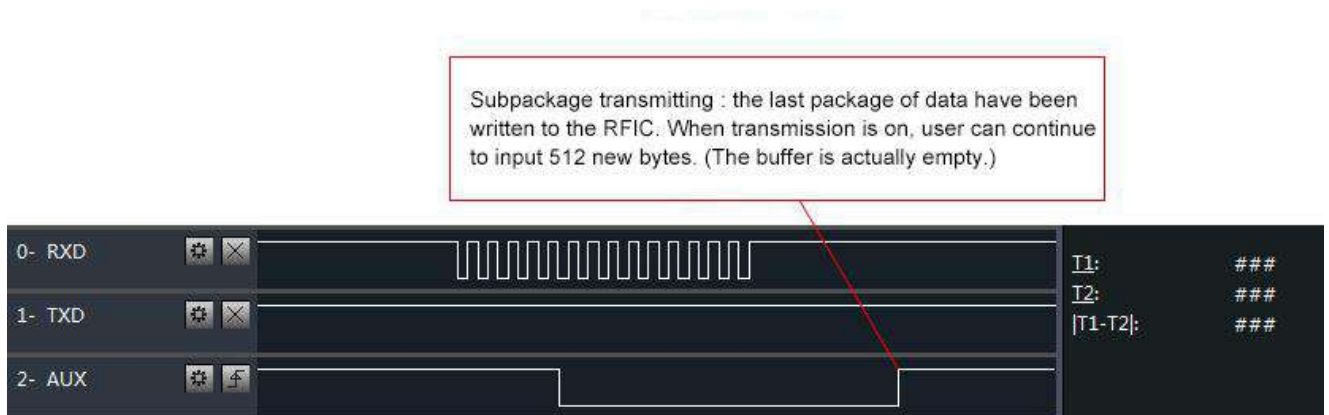 Subpackage transmitting : the last package of data have been
written to the RFIC. When transmission is on, user can continue
to input 512 new bytes. (The buffer is actually empty.)
0- RXD
T1: ###
T2: ###
1- TXD
|T1-T2|: ###
2- AUX